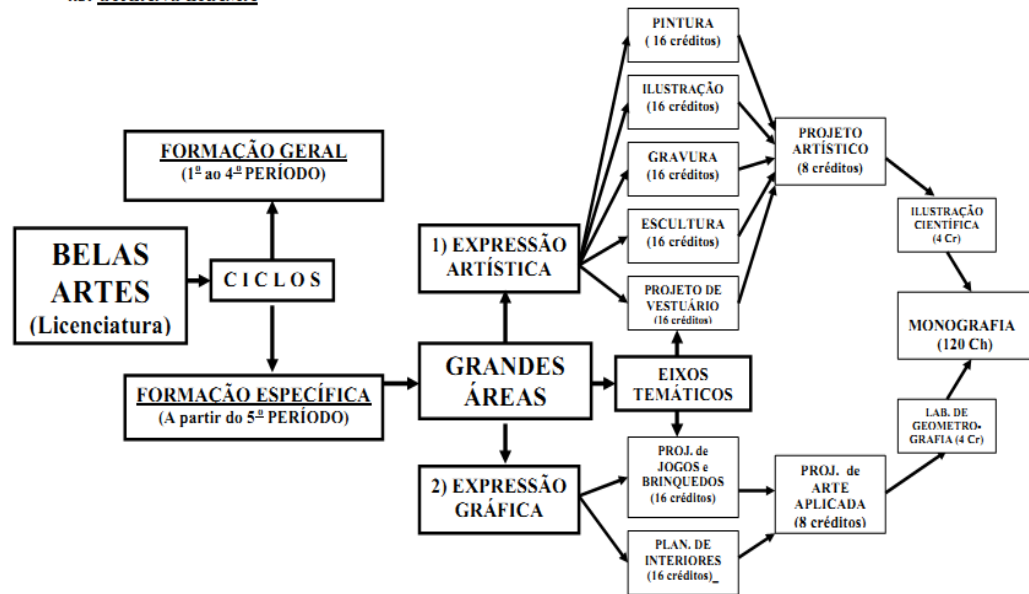 PINTURA
( 16 créditos)
ILUSTRAÇÃO
(16 créditos)
GRAVURA
(16 créditos)
ESCULTURA
(16 créditos)
PROJETO DE
VESTUÁRIO
(16 créditos)
PROJETO
ARTÍSTICO
(8 créditos)
ILUSTRAÇÃO
CIENTÍFICA
(4 Cr)
MONOGRAFIA
(120 Ch)
FORMAÇÃO GERAL
(1º ao 4º PERÍODO)
BELAS
ARTES
(Licenciatura)
C I C L O S
FORMAÇÃO ESPECÍFICA
(A partir do 5º PERÍODO)
1) EXPRESSÃO
ARTÍSTICA
GRANDES
ÁREAS
EIXOS
TEMÁTICOS
2) EXPRESSÃO
GRÁFICA
PROJ. de
JOGOS e
BRINQUEDOS
(16 créditos)
PLAN. DE
INTERIORES
(16 créditos)
PROJ. de
ARTE
APLICADA
(8 créditos)
LAB. DE
GEOMETRO-
GRAFIA (4 Cr)